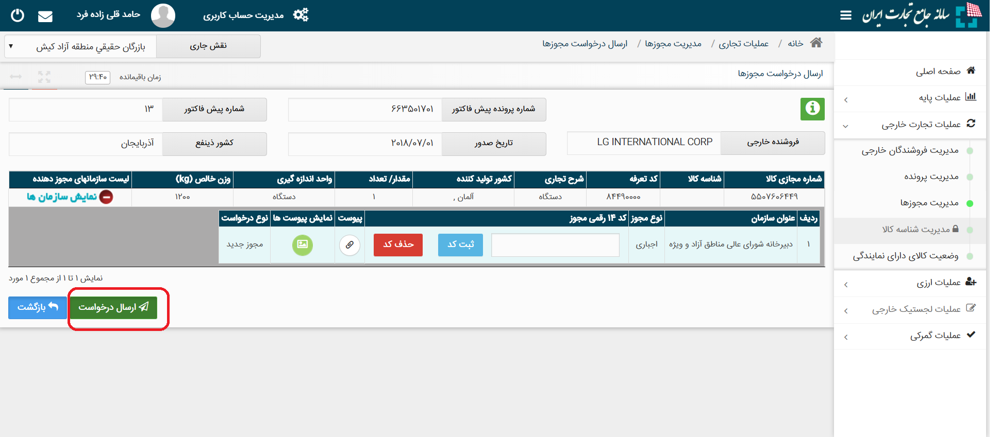 سامانه جامع تجارت ایران
مدیریت حساب کاربری
حامد قلی زاده فرد
خانه / عملیات تجاری / مدیریت مجوزها / ارسال درخواست مجوزها
نقش جاری
بازرگان حقیقي منطقه آزاد کیش
ارسال درخواست مجوزها
زمان باقیمانده
۲۹:۴۰
صفحه اصلی
عملیات پایه
عملیات تجارت خارجی
مدیریت فروشندگان خارجی
مدیریت پرونده
مدیریت مجوزها
مدیریت شناسه کالا
وضعیت کالای دارای نمایندگی
عملیات ارزی
عملیات لجستیک خارجی
عملیات گمرکی
شماره پرونده پیش فاکتور
۶۶۳۵۰۱۷۰۱
شماره پیش فاکتور
۱۳
فروشنده خارجی
LG INTERNATIONAL CORP
تاریخ صدور
۲۰۱۸/۰۷/۰۱
کشور ذینفع
آذربایجان
شماره مجازی کالا شناسه کالا کد تعرفه شرح تجاری کشور تولید کننده مقدار/ تعداد واحد اندازه گیری وزن خالص (kg) لیست سازمانهای مجوز دهنده
۵۵۰۷۶۰۶۴۴۹ ۸۴۴۹۰۰۰۰ دستگاه آلمان , ۱ دستگاه ۱۲۰۰ نمایش سازمان ها
ردیف عنوان سازمان نوع مجوز کد ۱۴ رقمی مجوز پیوست نمایش پیوست ها نوع درخواست
۱ دبیرخانه شورای عالی مناطق آزاد و ویژه اجباری ثبت کد حذف کد مجوز جدید
نمایش ۱ تا ۱ از مجموع ۱ مورد
ارسال درخواست
بازگشت